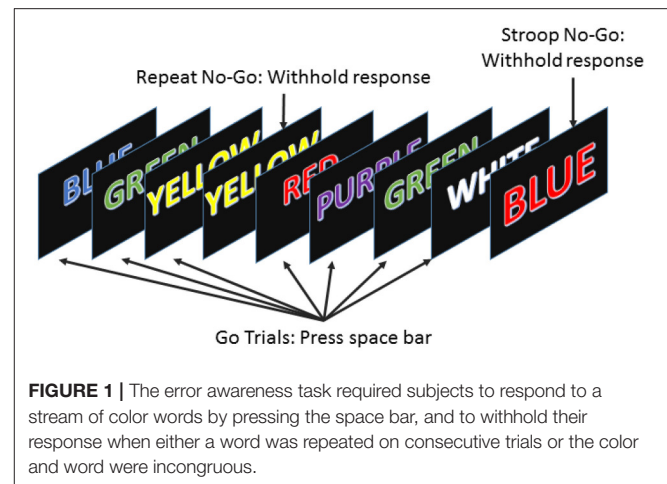 Stroop No-Go:
Withhold response
Repeat No-Go: Withhold response
BLUE
GREEN
YELLOW
YELLOW
RED
PURPLE
GREEN
WHITE
BLUE
Go Trials: Press space bar
FIGURE 1 | The error awareness task required subjects to respond to a
stream of color words by pressing the space bar, and to withhold their
response when either a word was repeated on consecutive trials or the color
and word were incongruous.